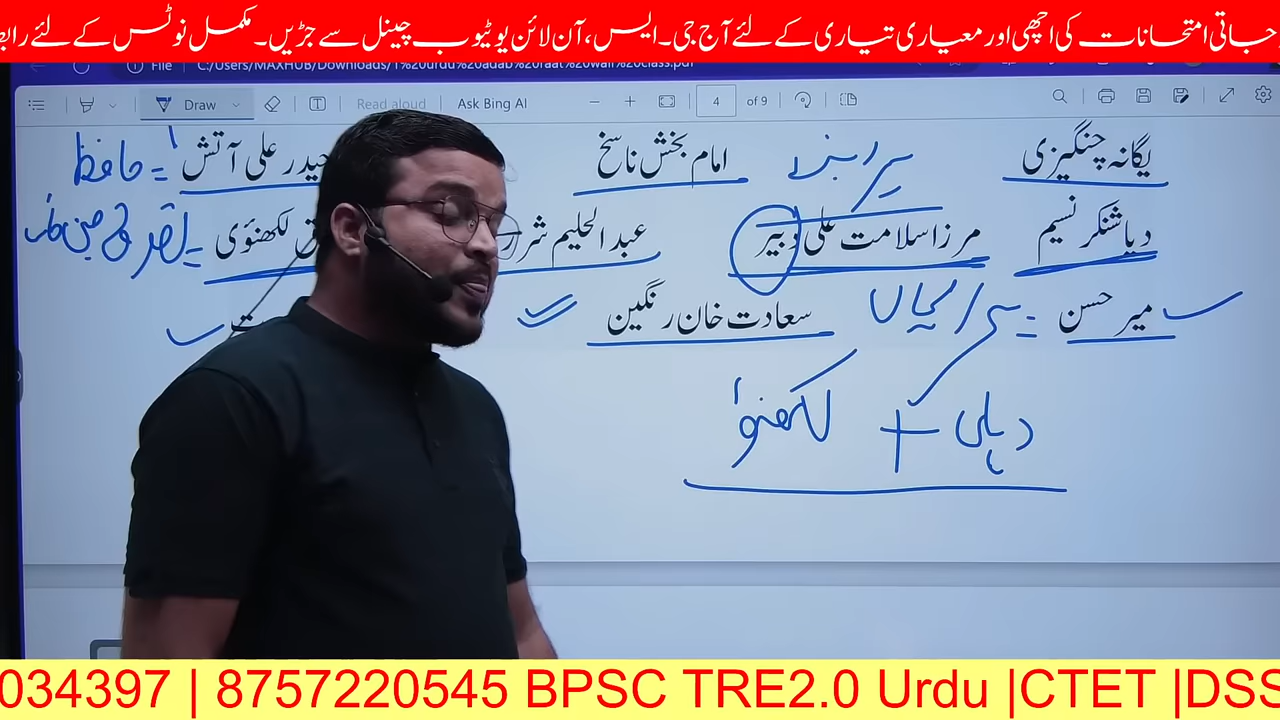 جاتی امتحانات کی اچھی اور معیاری تیاری کے لئے آج جی۔ایس، آن لائن یوٹیوب چینل سے جڑیں۔ مکمل نوٹس کے لئے رابط
File C:/Users/MAXHUB/Downloads/1%20urdu%20adab%20raat%20wali%20class.pdf
Draw Read aloud Ask Bing AI 4 of 9
یگانہ چنگیزی امام بخش ناسخ حیدر علی آتش = حافظ
دیا شنکر نسیم مرزا سلامت علی دبیر عبدالحلیم شرر لکھنؤی
میر حسن = سعادت خان رنگین
دہلی + لکھنؤ
034397 | 8757220545 BPSC TRE2.0 Urdu |CTET |DSS